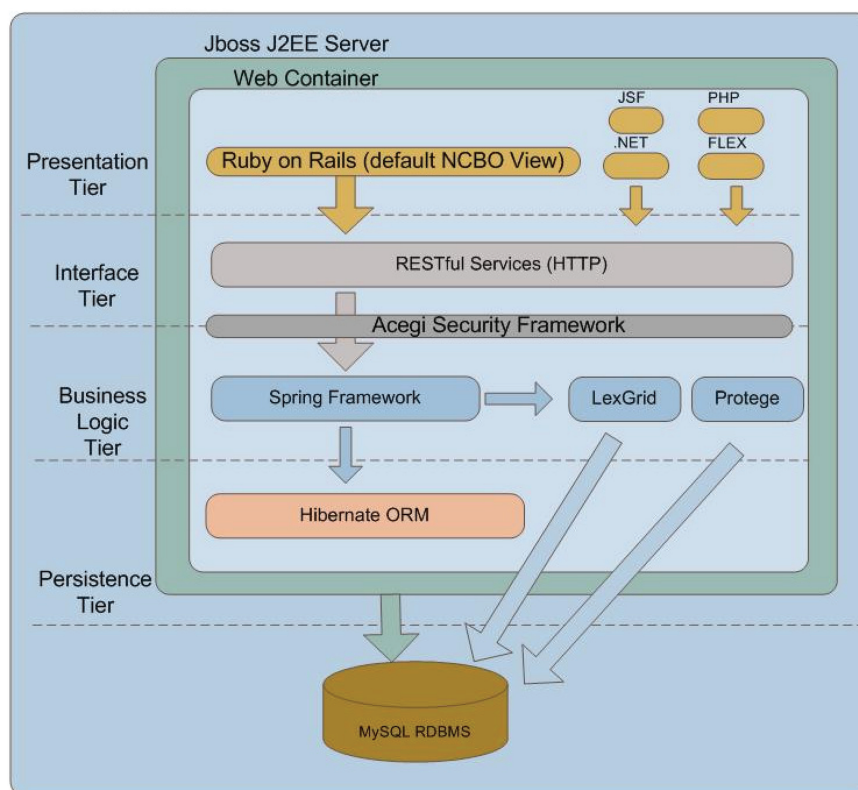 Jboss J2EE Server
Web Container
JSF
PHP
Presentation
Tier
Ruby on Rails (default NCBO View)
.NET
FLEX
Interface
Tier
RESTful Services (HTTP)
Acegi Security Framework
Business
Logic
Tier
Spring Framework
LexGrid
Protege
Hibernate ORM
Persistence
Tier
MySQL RDBMS